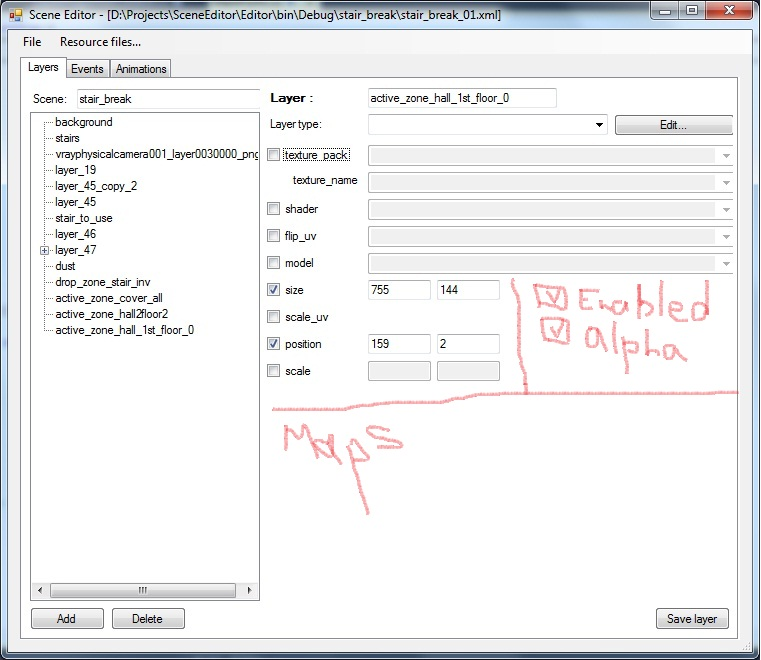 Scene Editor - [D:\Projects\SceneEditor\Editor\bin\Debug\stair_break\stair_break_01.xml]
File Resource files...
Layers Events Animations
Scene: stair_break
background
stairs
vrayphysicalcamera001_layer0030000_png
layer_19
layer_45_copy_2
layer_45
stair_to_use
layer_46
layer_47
dust
drop_zone_stair_inv
active_zone_cover_all
active_zone_hall2floor2
active_zone_hall_1st_floor_0
Add Delete
Layer : active_zone_hall_1st_floor_0
Layer type: Edit...
texture_pack
texture_name
shader
flip_uv
model
size 755 144
scale_uv
position 159 2
scale
Enabled
alpha
Maps
Save layer